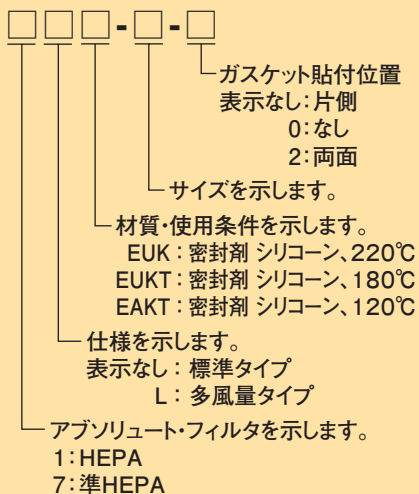 □□□-□-□
ガスケット貼付位置
表示なし：片側
0：なし
2：両面
サイズを示します。
材質・使用条件を示します。
EUK：密封剤 シリコーン、220℃
EUKT：密封剤 シリコーン、180℃
EAKT：密封剤 シリコーン、120℃
仕様を示します。
表示なし：標準タイプ
L：多風量タイプ
アブソリュート・フィルタを示します。
1：HEPA
7：準HEPA